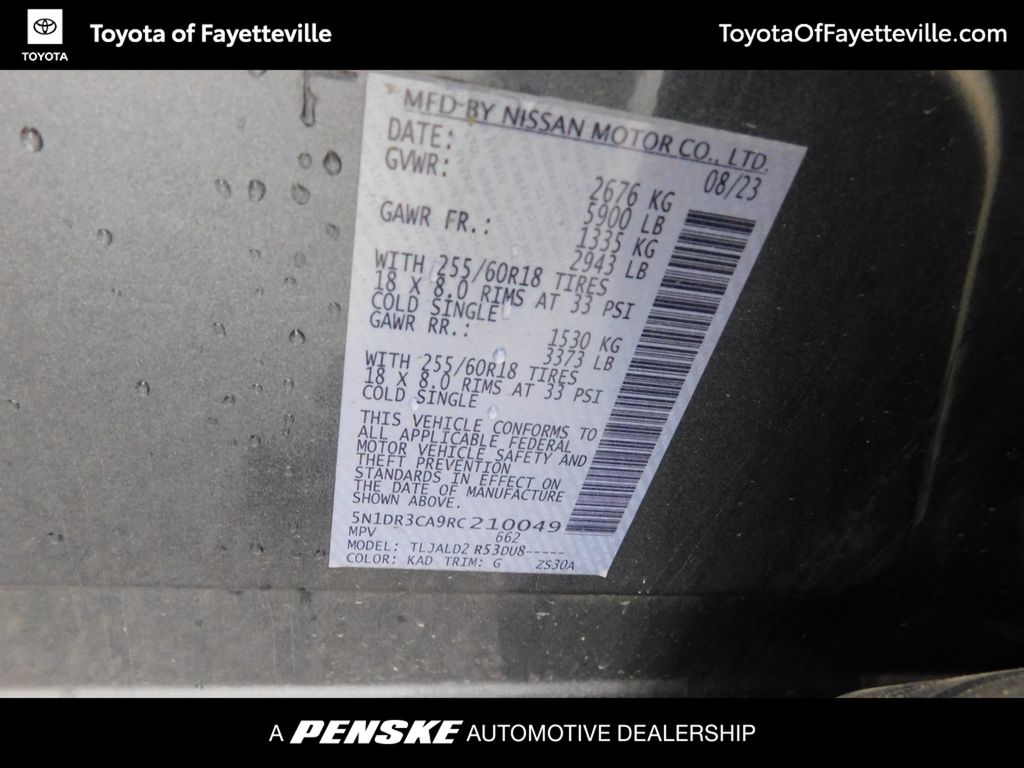 TOYOTA
Toyota of Fayetteville
ToyotaOfFayetteville.com
MFD BY NISSAN MOTOR CO., LTD.
DATE: 08/23
GVWR: 2676 KG
5900 LB
GAWR FR.: 1335 KG
2943 LB
WITH 255/60R18 TIRES
18 X 8.0 RIMS AT 33 PSI
COLD SINGLE
GAWR RR.: 1530 KG
3373 LB
WITH 255/60R18 TIRES
18 X 8.0 RIMS AT 33 PSI
COLD SINGLE
THIS VEHICLE CONFORMS TO
ALL APPLICABLE FEDERAL
MOTOR VEHICLE SAFETY AND
THEFT PREVENTION
STANDARDS IN EFFECT ON
THE DATE OF MANUFACTURE
SHOWN ABOVE.
5N1DR3CA9RC210049
MPV 662
MODEL: TLJALD2 R53DU8-----
COLOR: KAD TRIM: G ZS30A
A PENSKE AUTOMOTIVE DEALERSHIP